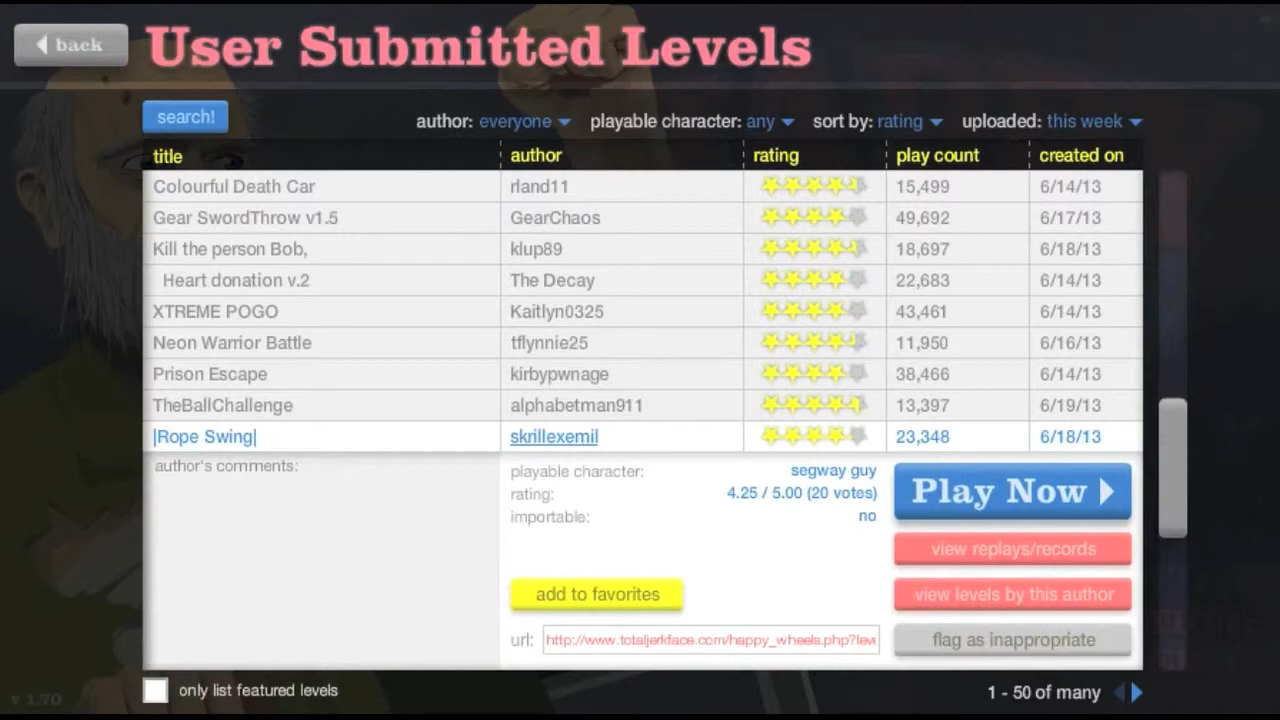 back
User Submitted Levels
search!
author: everyone playable character: any sort by: rating uploaded: this week
title author rating play count created on
Colourful Death Car rland11 15,499 6/14/13
Gear SwordThrow v1.5 GearChaos 49,692 6/17/13
Kill the person Bob, klup89 18,697 6/18/13
Heart donation v.2 The Decay 22,683 6/14/13
XTREME POGO Kaitlyn0325 43,461 6/14/13
Neon Warrior Battle tflynnie25 11,950 6/16/13
Prison Escape kirbypwnage 38,466 6/14/13
TheBallChallenge alphabetman911 13,397 6/19/13
|Rope Swing| skrillexemil 23,348 6/18/13
author's comments:
playable character: segway guy
rating: 4.25 / 5.00 (20 votes)
importable: no
Play Now
view replays/records
add to favorites
view levels by this author
url: http://www.totaljerkface.com/happy_wheels.php?lev
flag as inappropriate
only list featured levels
1 - 50 of many
v 1.70